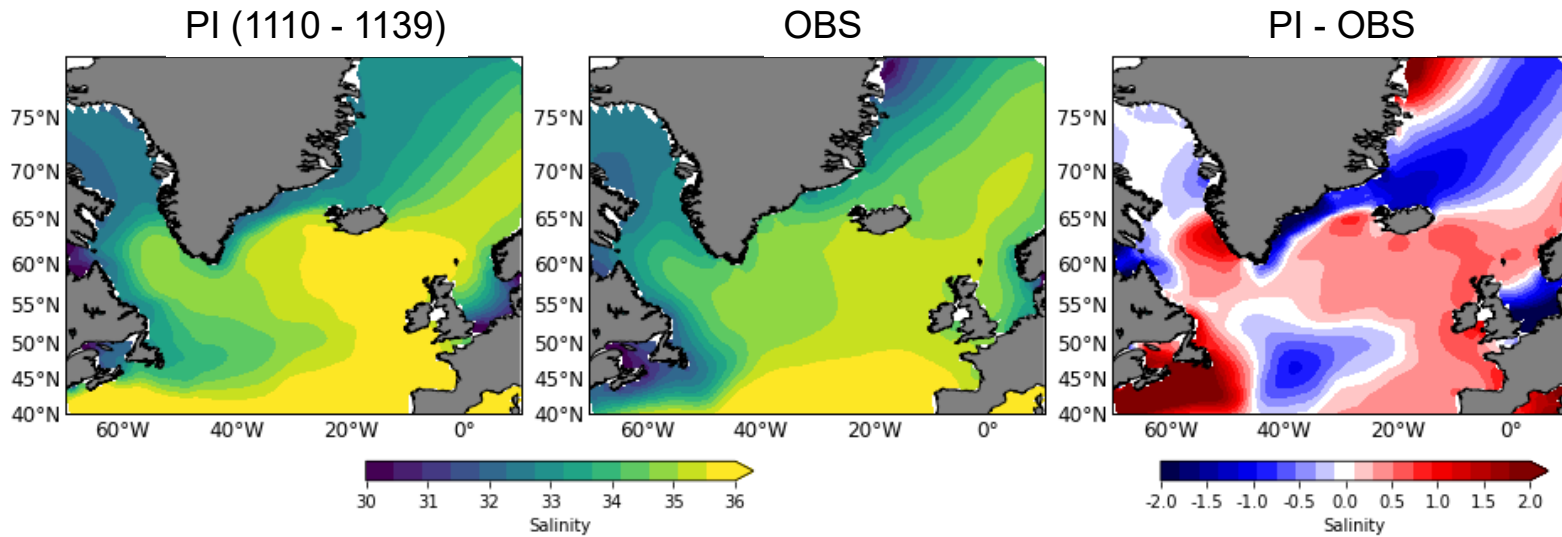 PI (1110 - 1139)
OBS
PI - OBS
75°N
70°N
65°N
60°N
55°N
50°N
45°N
40°N
60°W 40°W 20°W 0°
75°N
70°N
65°N
60°N
55°N
50°N
45°N
40°N
60°W 40°W 20°W 0°
75°N
70°N
65°N
60°N
55°N
50°N
45°N
40°N
60°W 40°W 20°W 0°
30 31 32 33 34 35 36
Salinity
-2.0 -1.5 -1.0 -0.5 0.0 0.5 1.0 1.5 2.0
Salinity